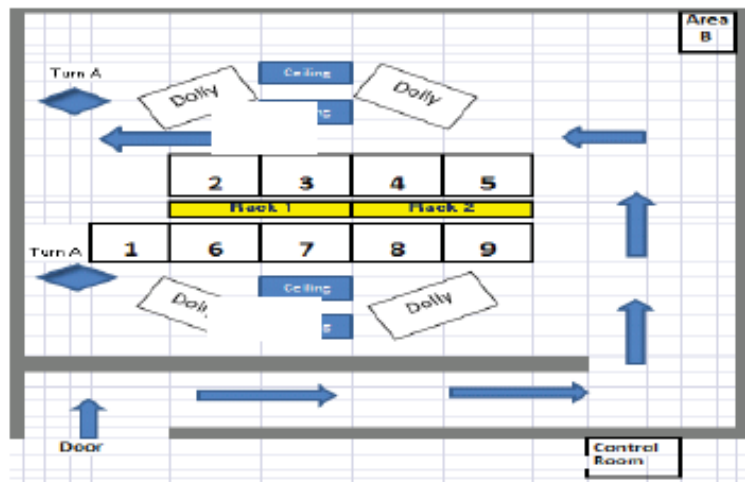 Area
B
Turn A
Ceiling
Dolly
Dolly
2
3
4
5
Rack 1
Rack 2
Turn A
1
6
7
8
9
Ceiling
Dolly
Door
Control
Room